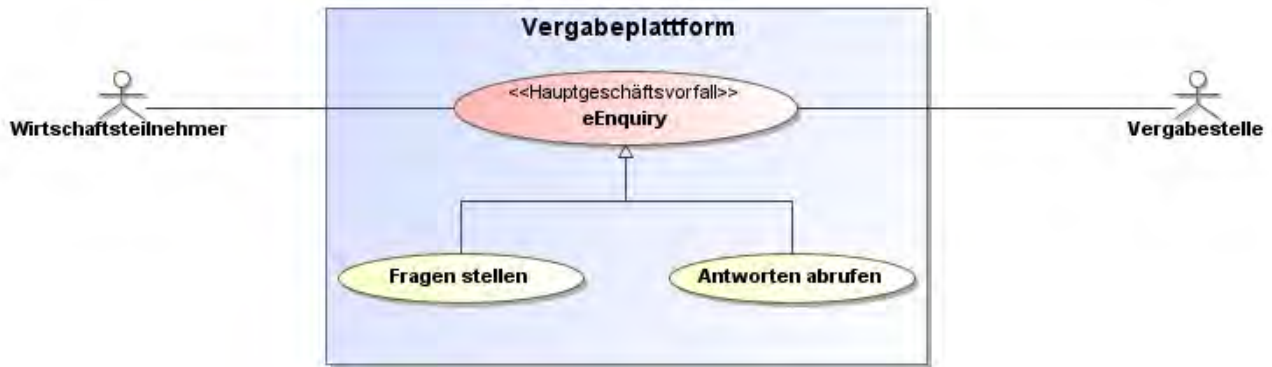 Vergabeplattform
<<Hauptgeschäftsvorfall>>
eEnquiry
Wirtschaftsteilnehmer
Vergabestelle
Fragen stellen
Antworten abrufen